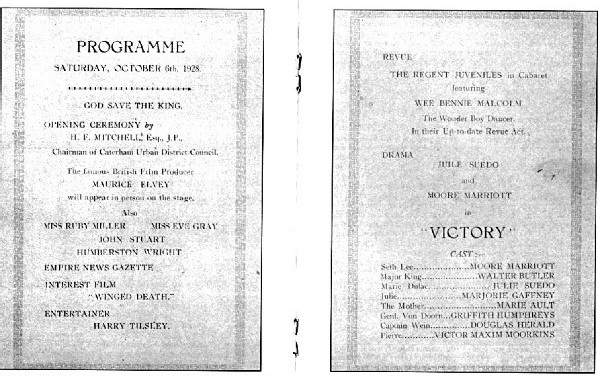 PROGRAMME
SATURDAY, OCTOBER 6th, 1928.
GOD SAVE THE KING.
OPENING CEREMONY by
H. F. MITCHELL, Esq., J.P.,
Chairman of Caterham Urban District Council.
The famous British Film Producer
MAURICE ELVEY
will appear in person on the stage.
Also
MISS RUBY MILLER MISS EVE GRAY
JOHN STUART
HUMBERSTON WRIGHT
EMPIRE NEWS GAZETTE
INTEREST FILM
"WINGED DEATH."
ENTERTAINER
HARRY TILSLEY.
REVUE
THE REGENT JUVENILES in Cabaret
featuring
WEE BENNIE MALCOLM
The Wonder Boy Dancer.
In their Up-to-date Revue Act.
DRAMA
JUILE SUEDO
and
MOORE MARRIOTT
in
"VICTORY"
CAST :-
Seth Lee....................MOORE MARRIOTT
Major King....................WALTER BUTLER
Marie Dulac....................JULIE SUEDO
Julie....................MARJORIE GAFFNEY
The Mother....................MARIE AULT
Genl. Von Doorn...GRIFFITH HUMPHREYS
Captain Wein..............DOUGLAS HERALD
Pierre............VICTOR MAXIM MOORKINS